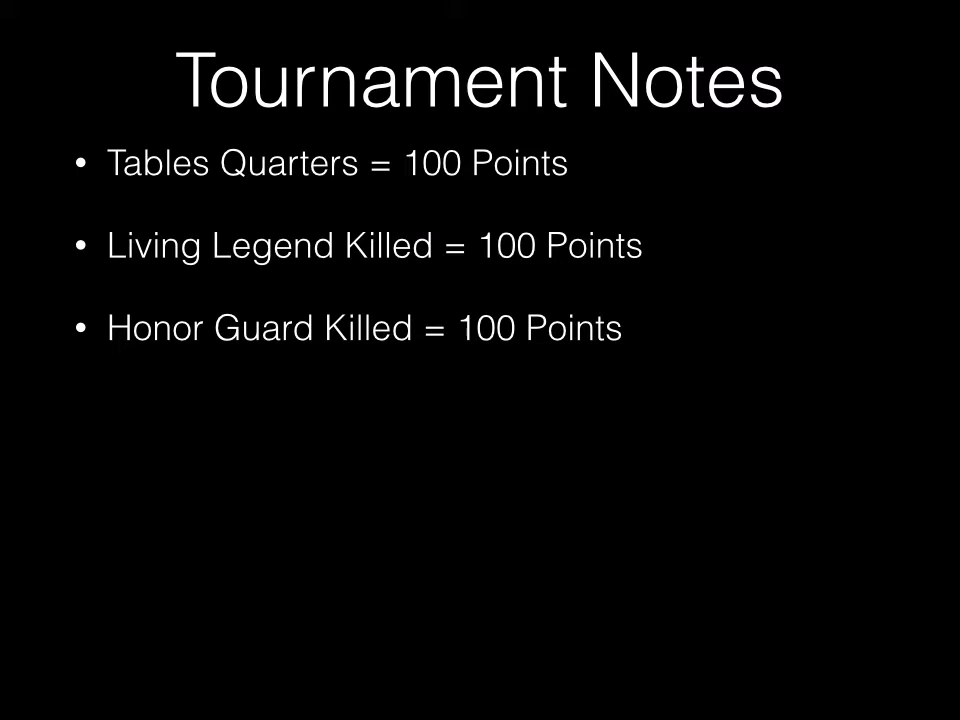 Tournament Notes
• Tables Quarters = 100 Points
• Living Legend Killed = 100 Points
• Honor Guard Killed = 100 Points